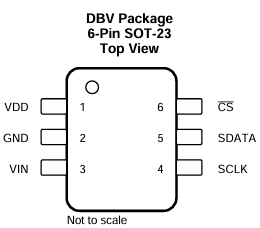 DBV Package
6-Pin SOT-23
Top View
VDD 1 6 C̅S̅
GND 2 5 SDATA
VIN 3 4 SCLK
Not to scale